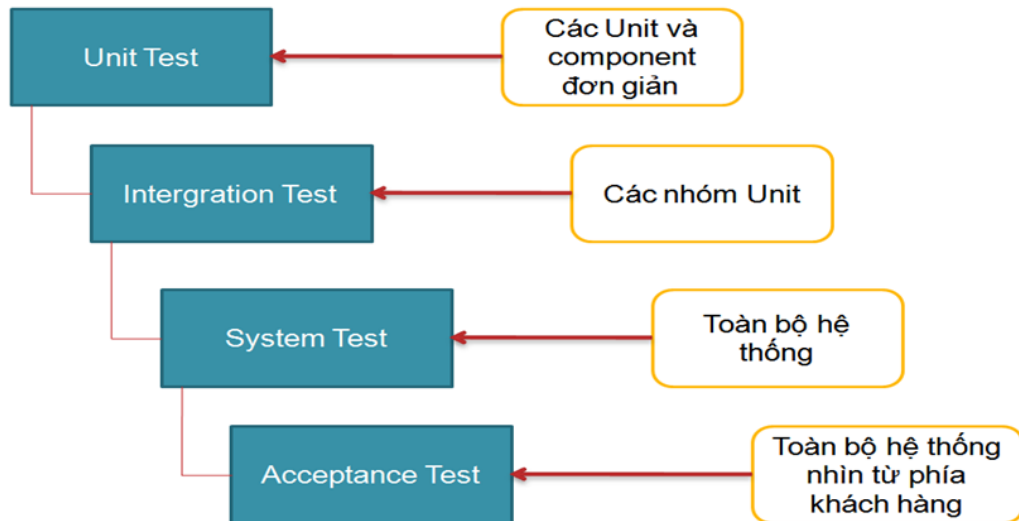 Unit Test
Các Unit và
component
đơn giản
Intergration Test
Các nhóm Unit
System Test
Toàn bộ hệ
thống
Acceptance Test
Toàn bộ hệ thống
nhìn từ phía
khách hàng